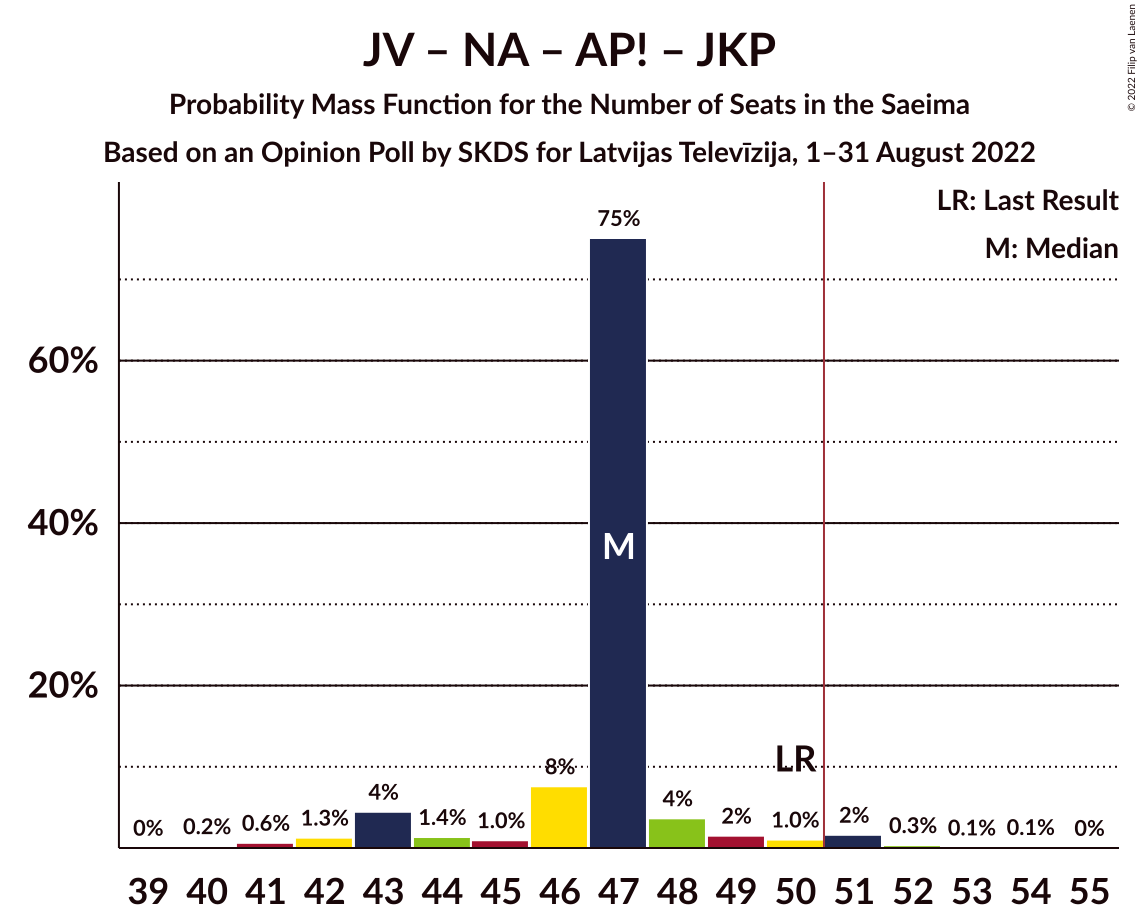 JV – NA – AP! – JKP
Probability Mass Function for the Number of Seats in the Saeima
Based on an Opinion Poll by SKDS for Latvijas Televīzija, 1–31 August 2022
© 2022 Filip van Laenen
LR: Last Result
M: Median
60%
40%
20%
0%
0.2%
0.6%
1.3%
4%
1.4%
1.0%
8%
75%
M
4%
2%
1.0%
LR
2%
0.3%
0.1%
0.1%
0%
39 40 41 42 43 44 45 46 47 48 49 50 51 52 53 54 55